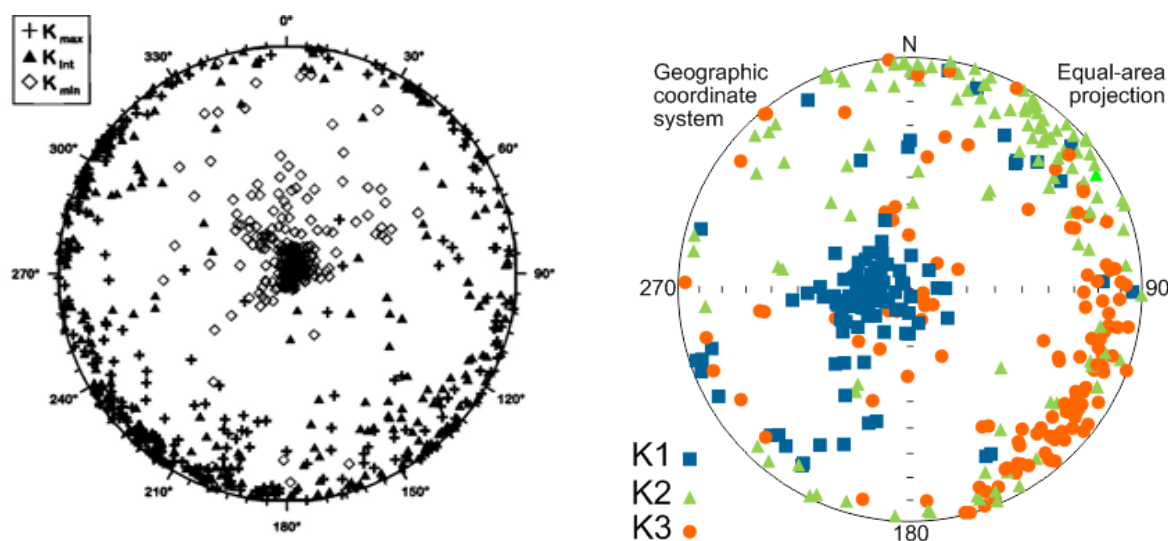 K max
K int
K min
0°
30°
60°
90°
120°
150°
180°
210°
240°
270°
300°
330°
Geographic
coordinate
system
N
Equal-area
projection
270
90
180
K1
K2
K3